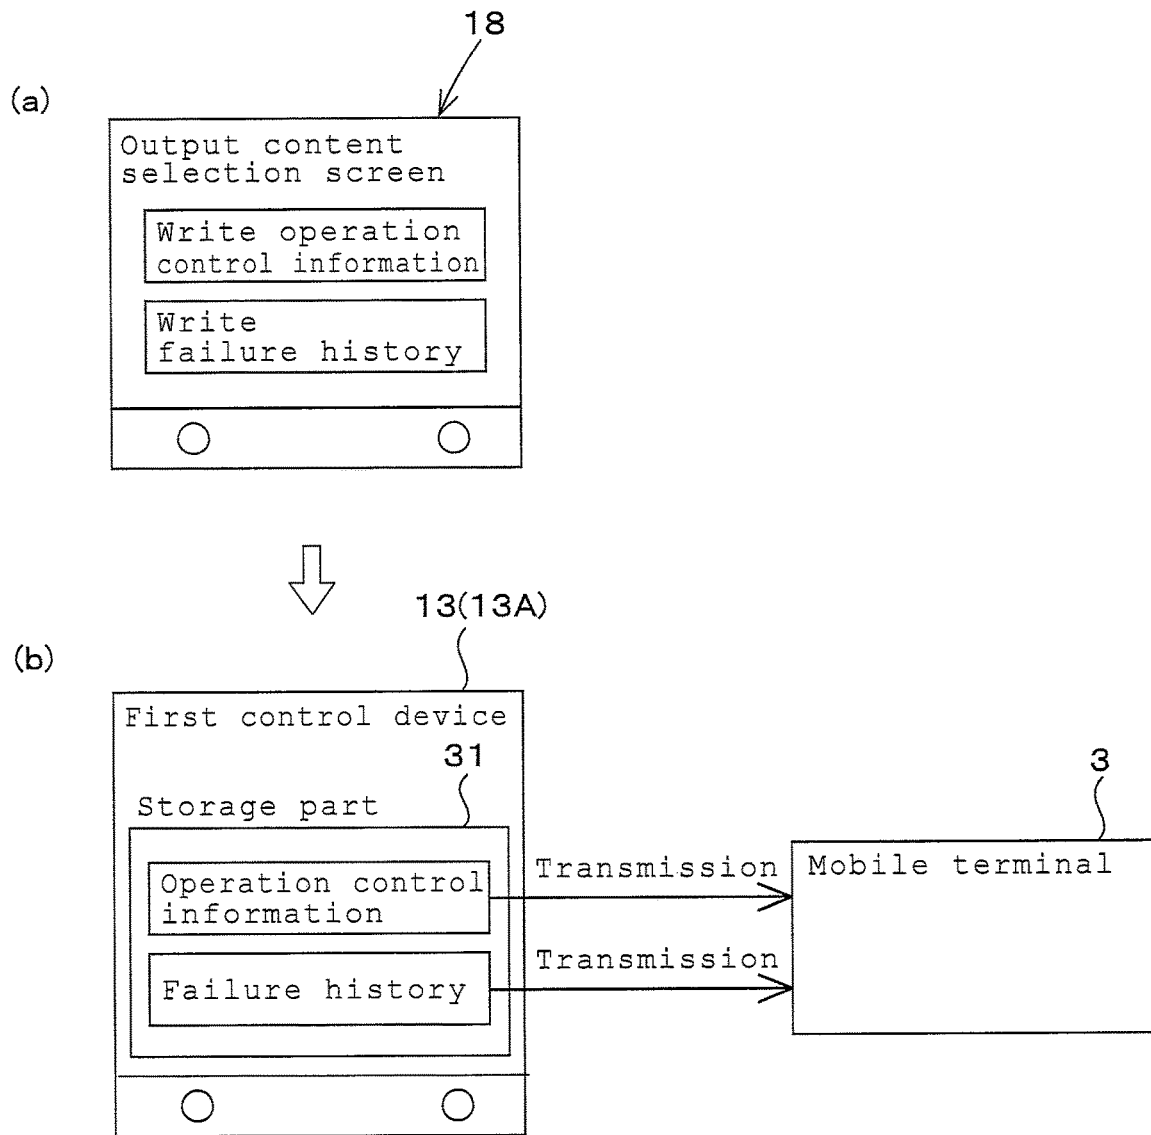 18
(a)
Output content
selection screen
Write operation
control information
Write
failure history
13(13A)
(b)
First control device
31
Storage part
3
Operation control
information
Transmission
Mobile terminal
Failure history
Transmission